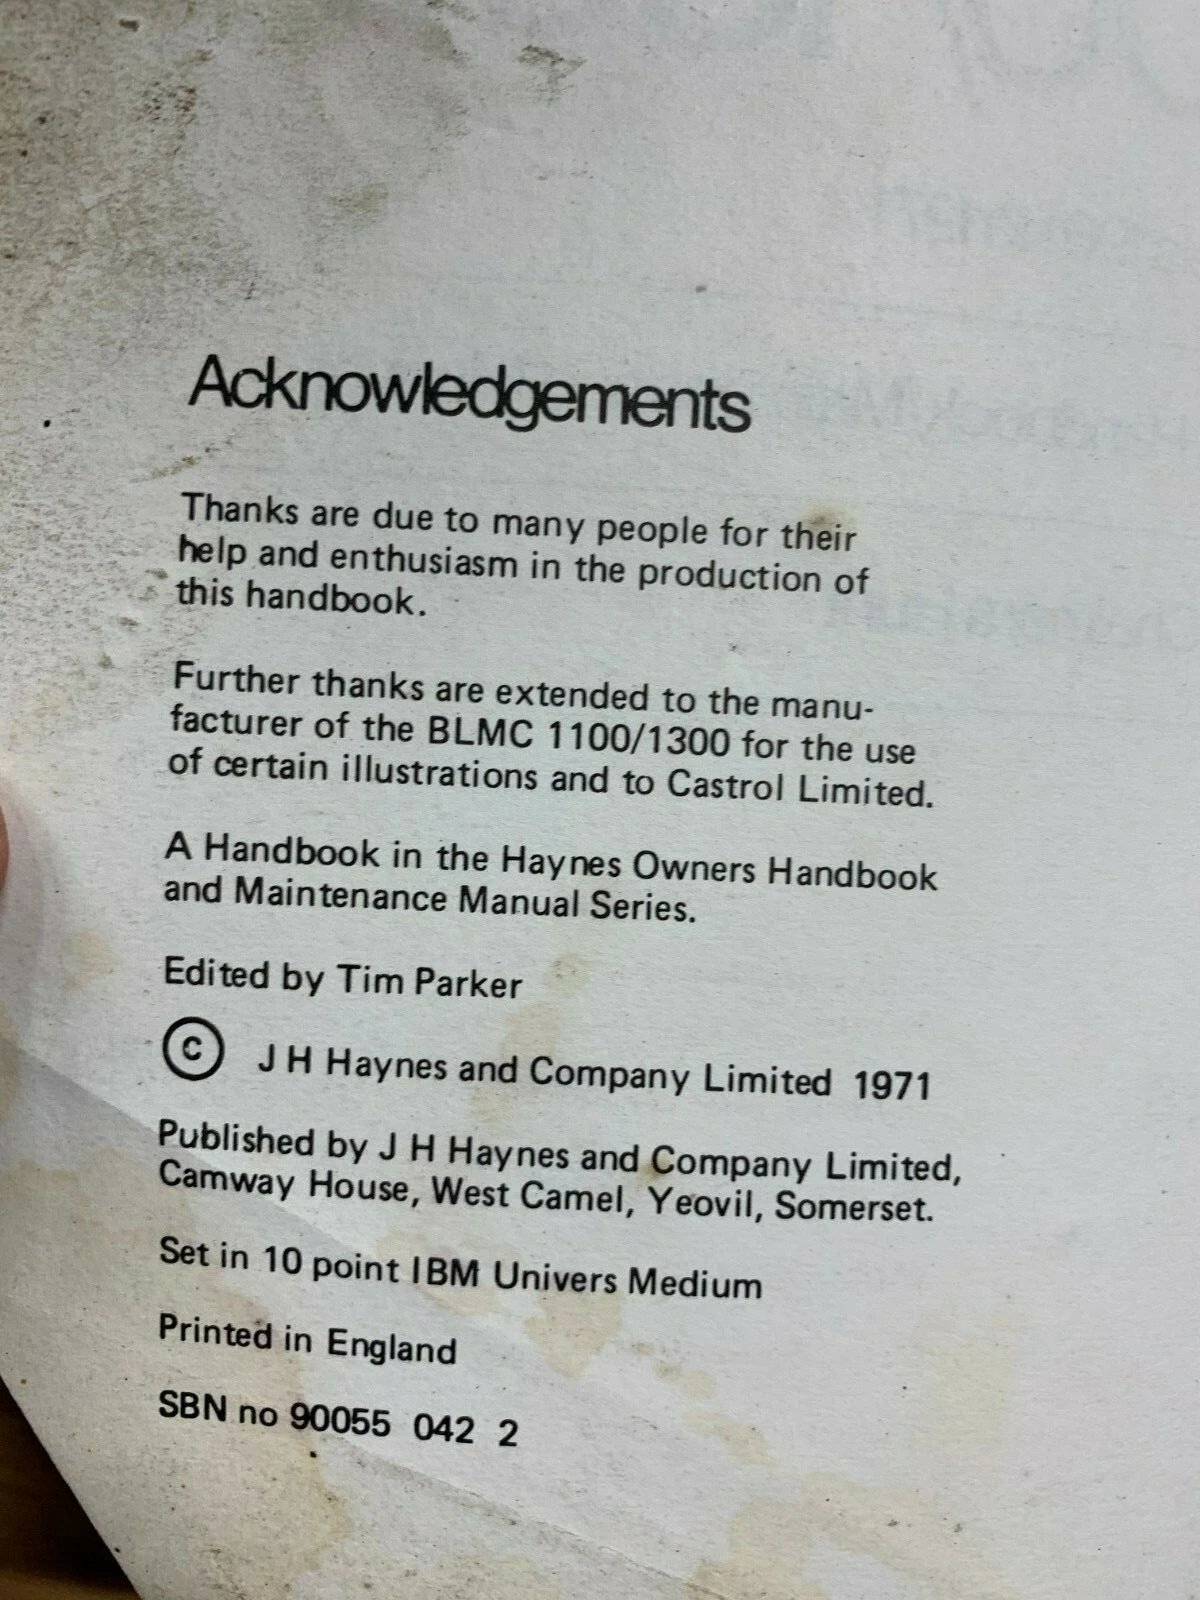 Acknowledgements
Thanks are due to many people for their
help and enthusiasm in the production of
this handbook.
Further thanks are extended to the manu-
facturer of the BLMC 1100/1300 for the use
of certain illustrations and to Castrol Limited.
A Handbook in the Haynes Owners Handbook
and Maintenance Manual Series.
Edited by Tim Parker
© J H Haynes and Company Limited 1971
Published by J H Haynes and Company Limited,
Camway House, West Camel, Yeovil, Somerset.
Set in 10 point IBM Univers Medium
Printed in England
SBN no 90055 042 2